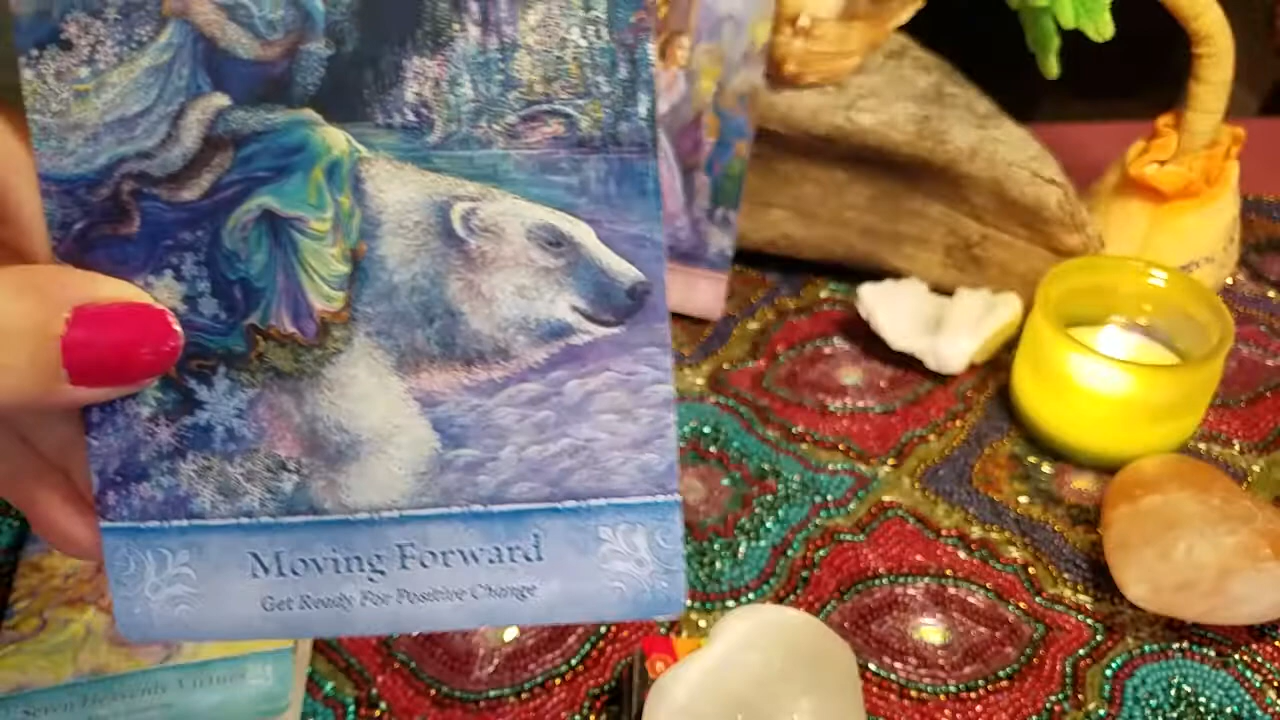 Moving Forward
Get Ready For Positive Change
Seven Heavenly Virtues